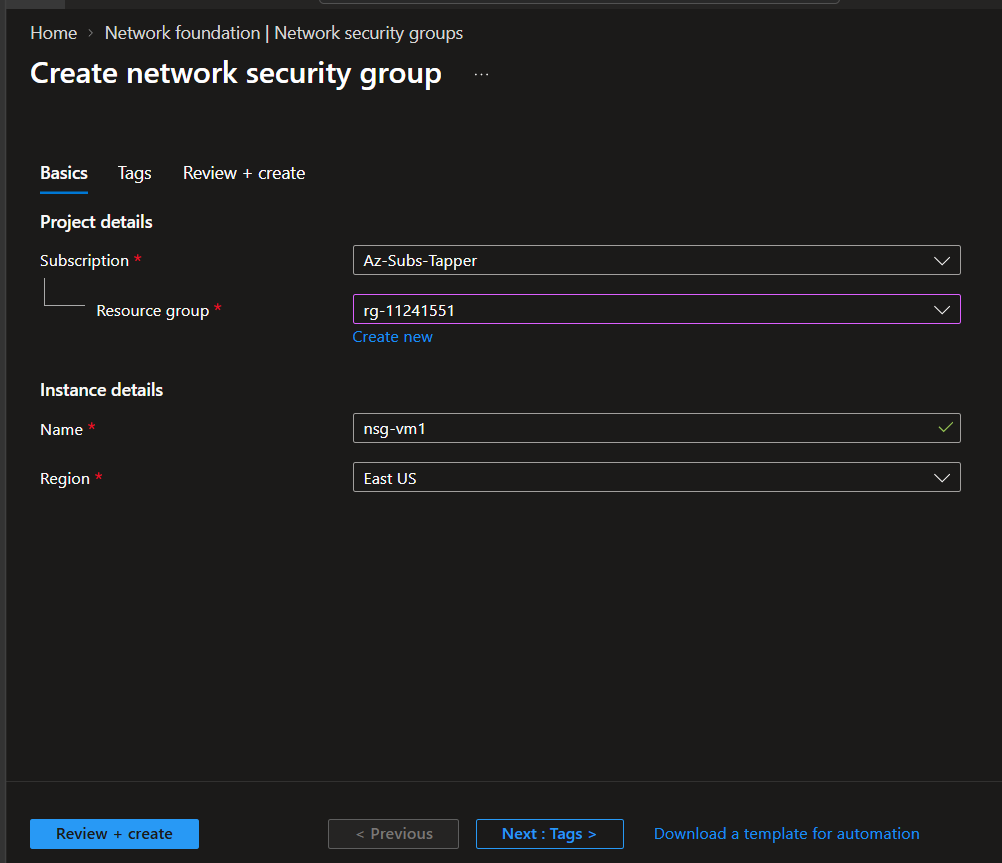 Home > Network foundation | Network security groups
Create network security group ...
Basics Tags Review + create
Project details
Subscription * Az-Subs-Tapper
Resource group * rg-11241551
Create new
Instance details
Name * nsg-vm1
Region * East US
Review + create < Previous Next : Tags > Download a template for automation